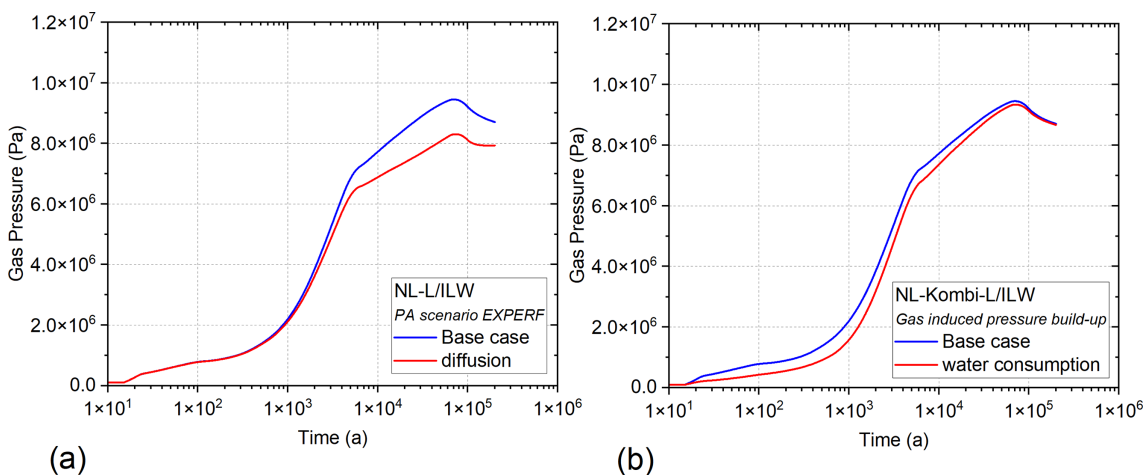 1.2×10⁷
1.0×10⁷
8.0×10⁶
6.0×10⁶
4.0×10⁶
2.0×10⁶
0.0
Gas Pressure (Pa)
NL-L/ILW
PA scenario EXPERF
Base case
diffusion
1×10¹ 1×10² 1×10³ 1×10⁴ 1×10⁵ 1×10⁶
Time (a)
(a)
1.2×10⁷
1.0×10⁷
8.0×10⁶
6.0×10⁶
4.0×10⁶
2.0×10⁶
0.0
Gas Pressure (Pa)
NL-Kombi-L/ILW
Gas induced pressure build-up
Base case
water consumption
1×10¹ 1×10² 1×10³ 1×10⁴ 1×10⁵ 1×10⁶
Time (a)
(b)